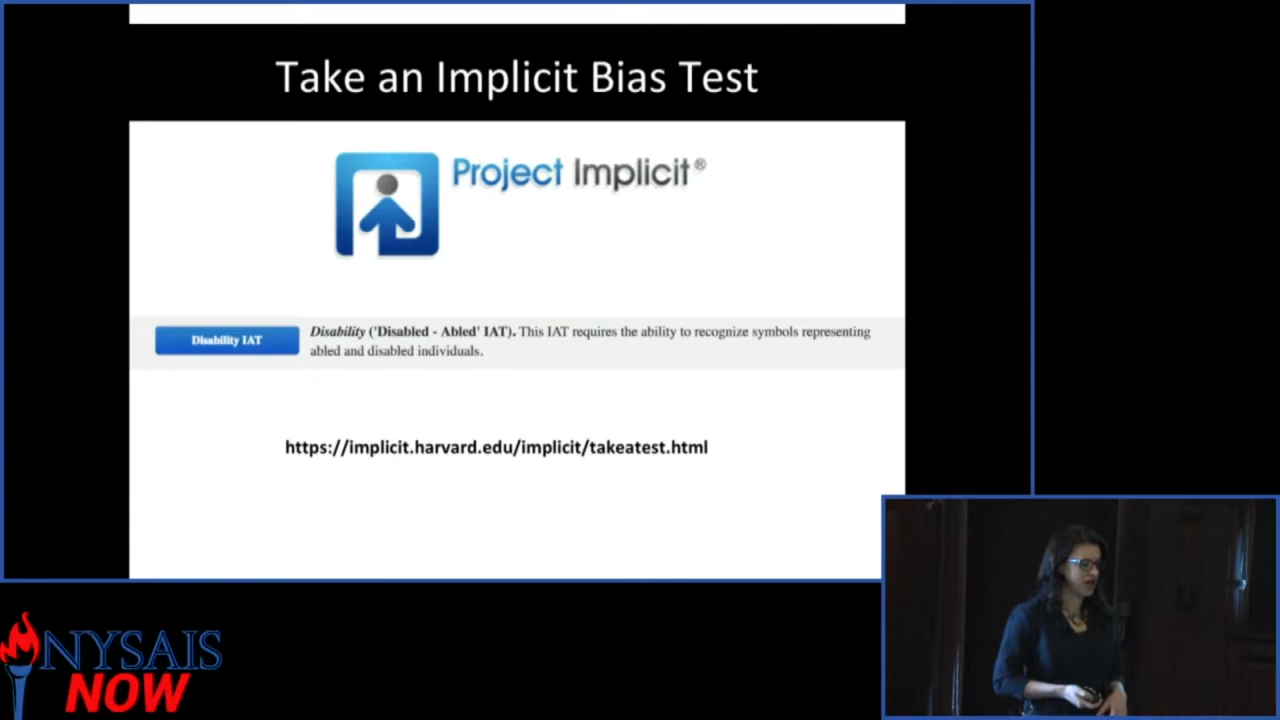 Take an Implicit Bias Test
Project Implicit®
Disability IAT
Disability ('Disabled - Abled' IAT). This IAT requires the ability to recognize symbols representing
abled and disabled individuals.
https://implicit.harvard.edu/implicit/takeatest.html
NYSAIS
NOW